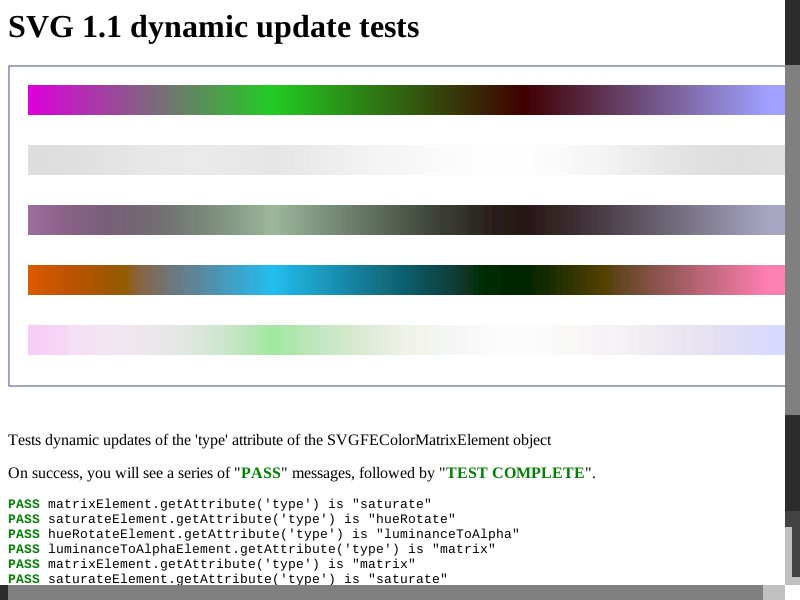 SVG 1.1 dynamic update tests
Tests dynamic updates of the 'type' attribute of the SVGFEColorMatrixElement object
On success, you will see a series of "PASS" messages, followed by "TEST COMPLETE".
PASS matrixElement.getAttribute('type') is "saturate"
PASS saturateElement.getAttribute('type') is "hueRotate"
PASS hueRotateElement.getAttribute('type') is "luminanceToAlpha"
PASS luminanceToAlphaElement.getAttribute('type') is "matrix"
PASS matrixElement.getAttribute('type') is "matrix"
PASS saturateElement.getAttribute('type') is "saturate"